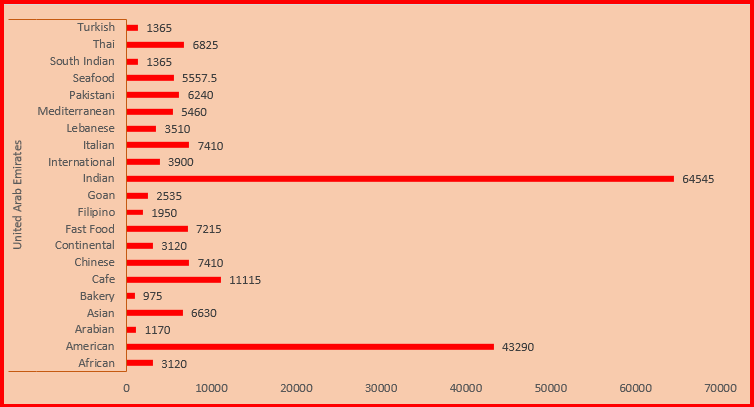 United Arab Emirates
Turkish 1365
Thai 6825
South Indian 1365
Seafood 5557.5
Pakistani 6240
Mediterranean 5460
Lebanese 3510
Italian 7410
International 3900
Indian 64545
Goan 2535
Filipino 1950
Fast Food 7215
Continental 3120
Chinese 7410
Cafe 11115
Bakery 975
Asian 6630
Arabian 1170
American 43290
African 3120
0 10000 20000 30000 40000 50000 60000 70000